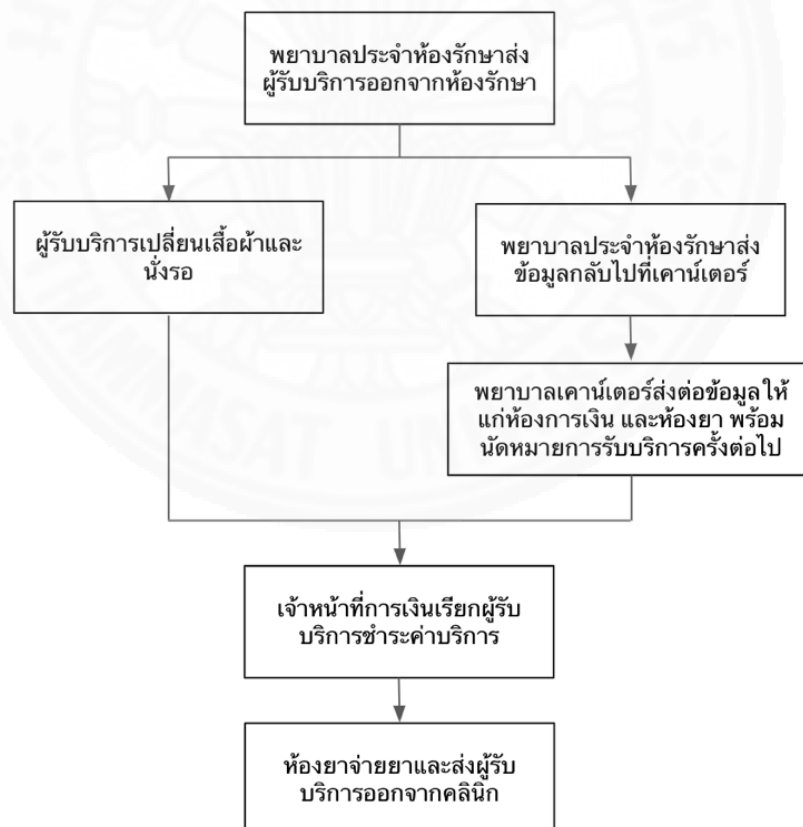 พยาบาลประจำห้องรักษาส่ง
ผู้รับบริการออกจากห้องรักษา
ผู้รับบริการเปลี่ยนเสื้อผ้าและ
นั่งรอ
พยาบาลประจำห้องรักษาส่ง
ข้อมูลกลับไปที่เคาน์เตอร์
พยาบาลเคาน์เตอร์ส่งต่อข้อมูลให้
แก่ห้องการเงิน และห้องยา พร้อม
นัดหมายการรับบริการครั้งต่อไป
เจ้าหน้าที่การเงินเรียกผู้รับ
บริการชำระค่าบริการ
ห้องยาจ่ายยาและส่งผู้รับ
บริการออกจากคลินิก